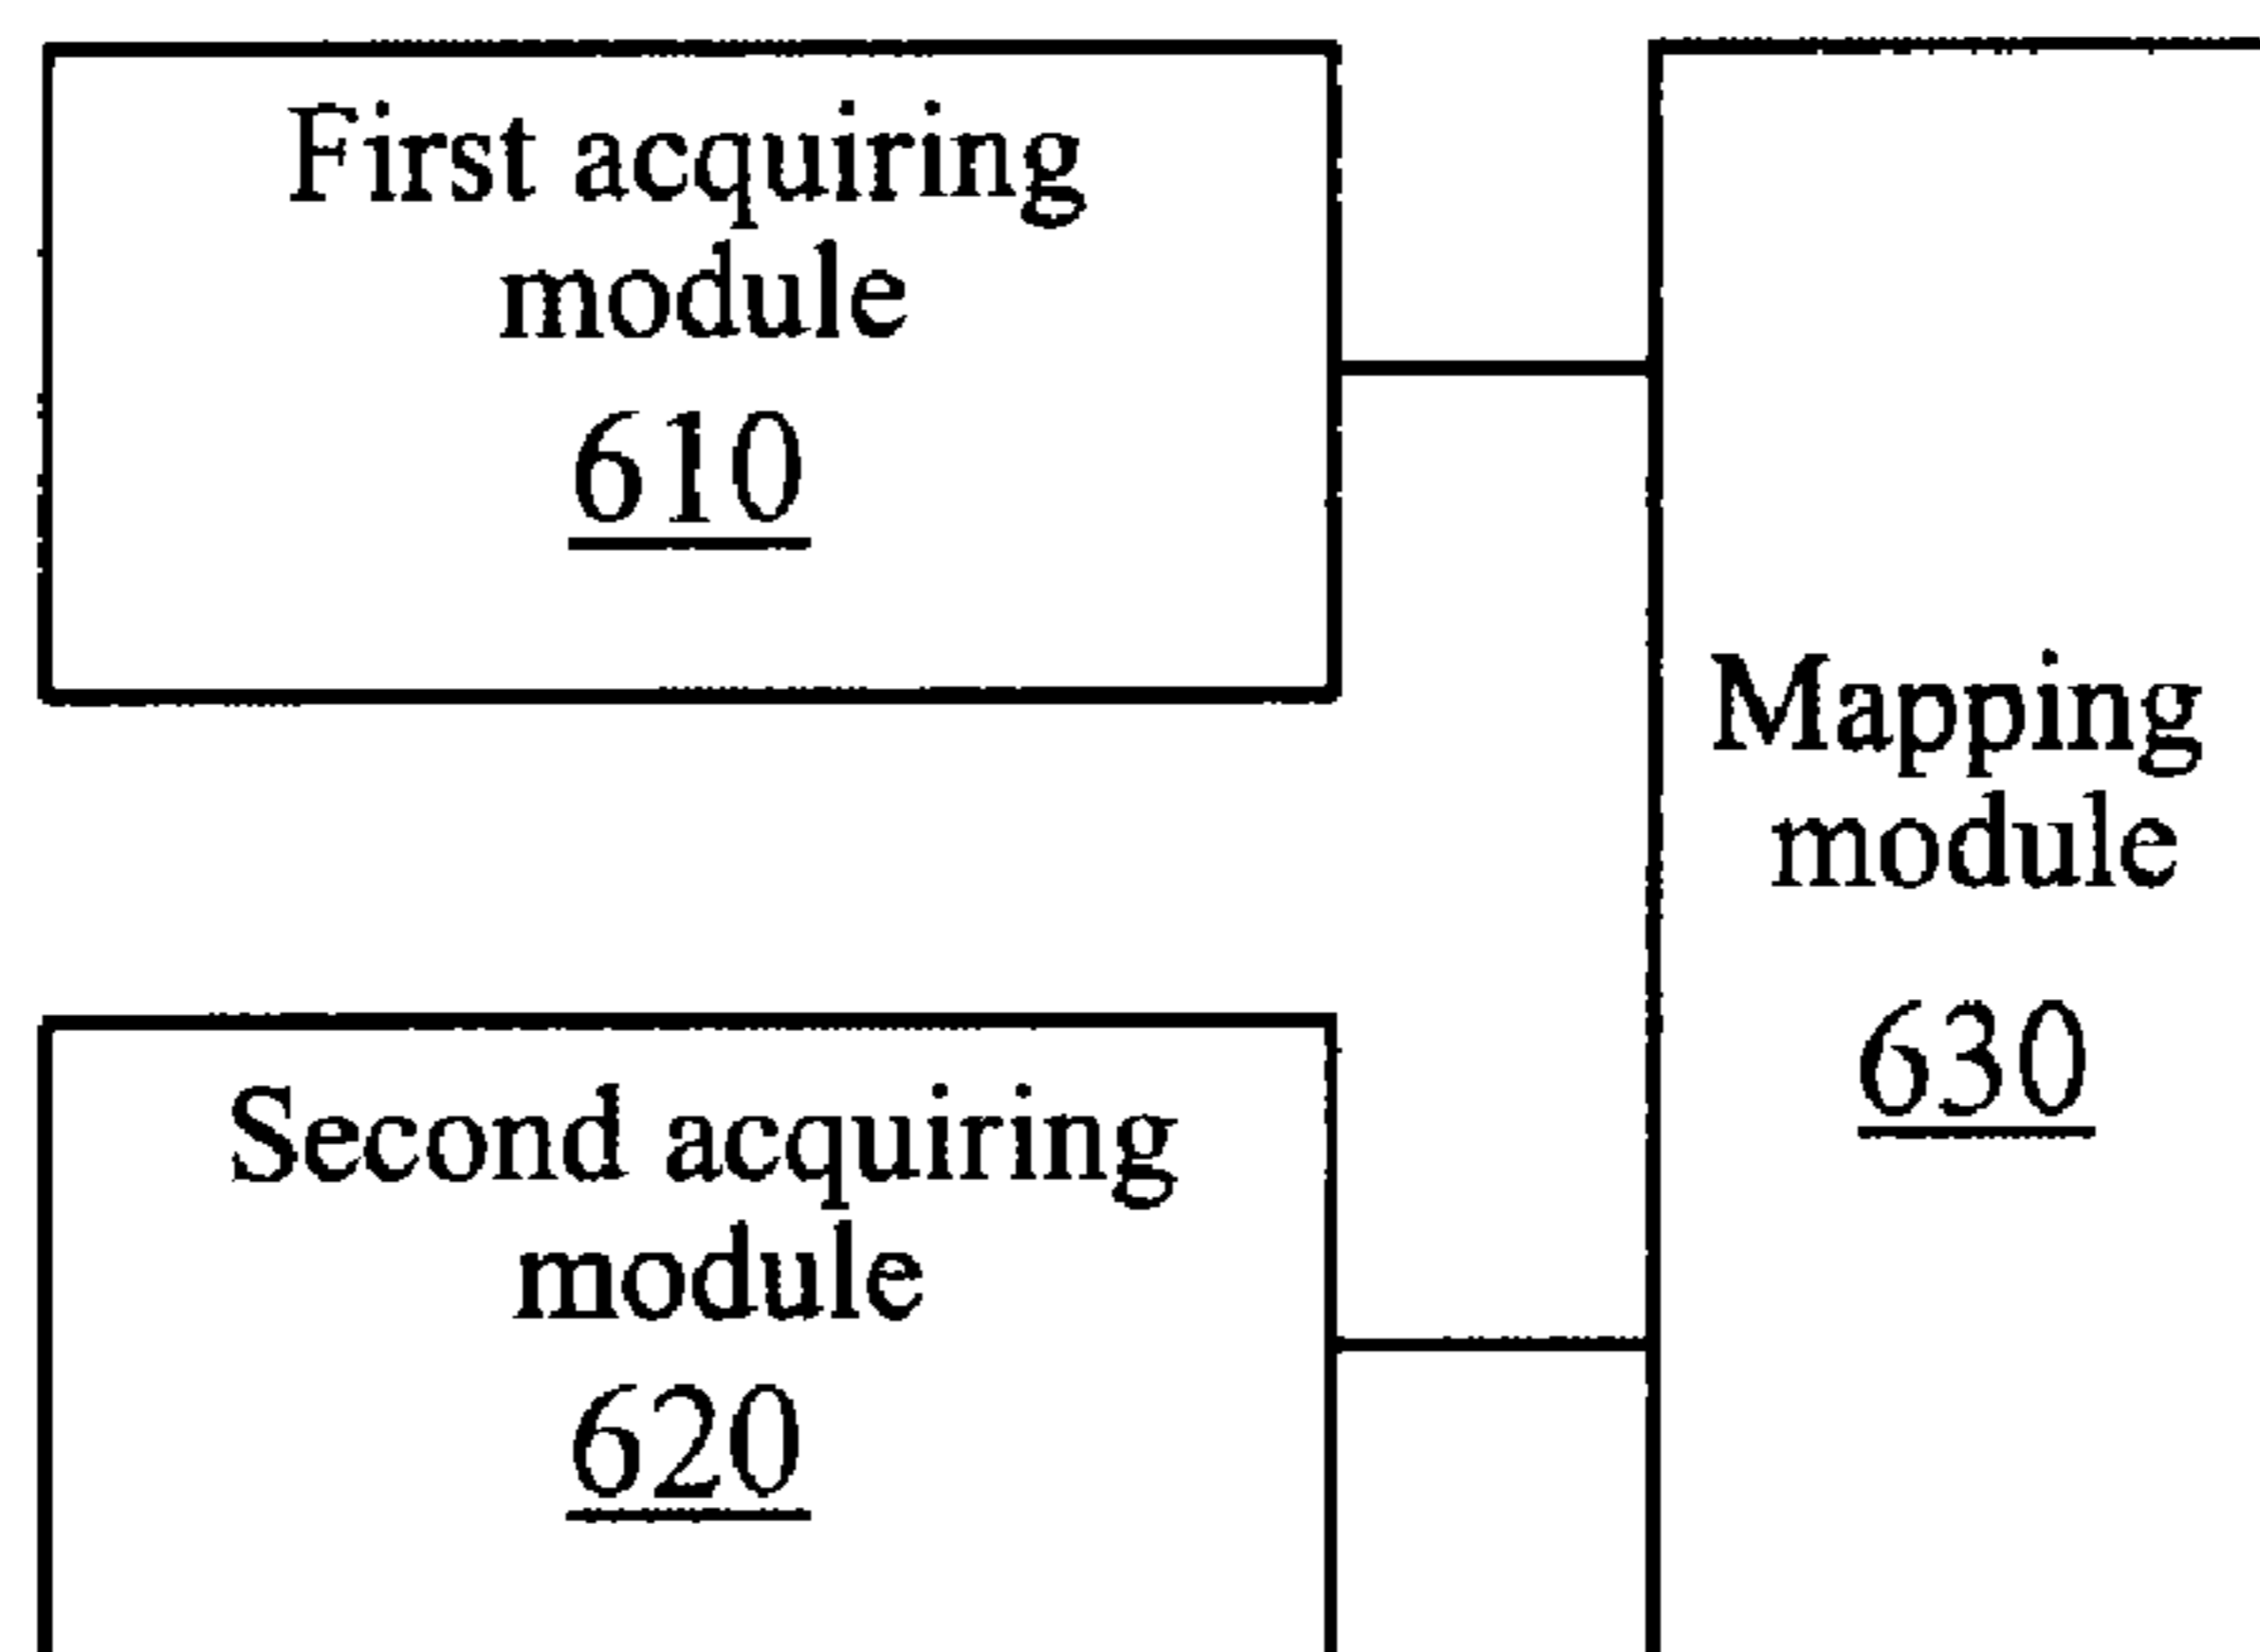 First acquiring
module
610
Mapping
module
630
Second acquiring
module
620